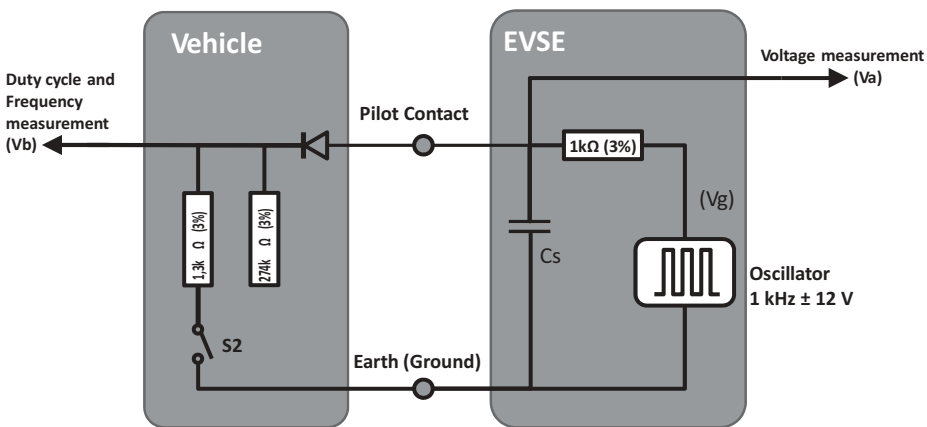 Vehicle
EVSE
Voltage measurement
(Va)
Duty cycle and
Frequency
measurement
(Vb)
Pilot Contact
1kΩ (3%)
(Vg)
1,3k Ω (3%)
274k Ω (3%)
Cs
Oscillator
1 kHz ± 12 V
S2
Earth (Ground)